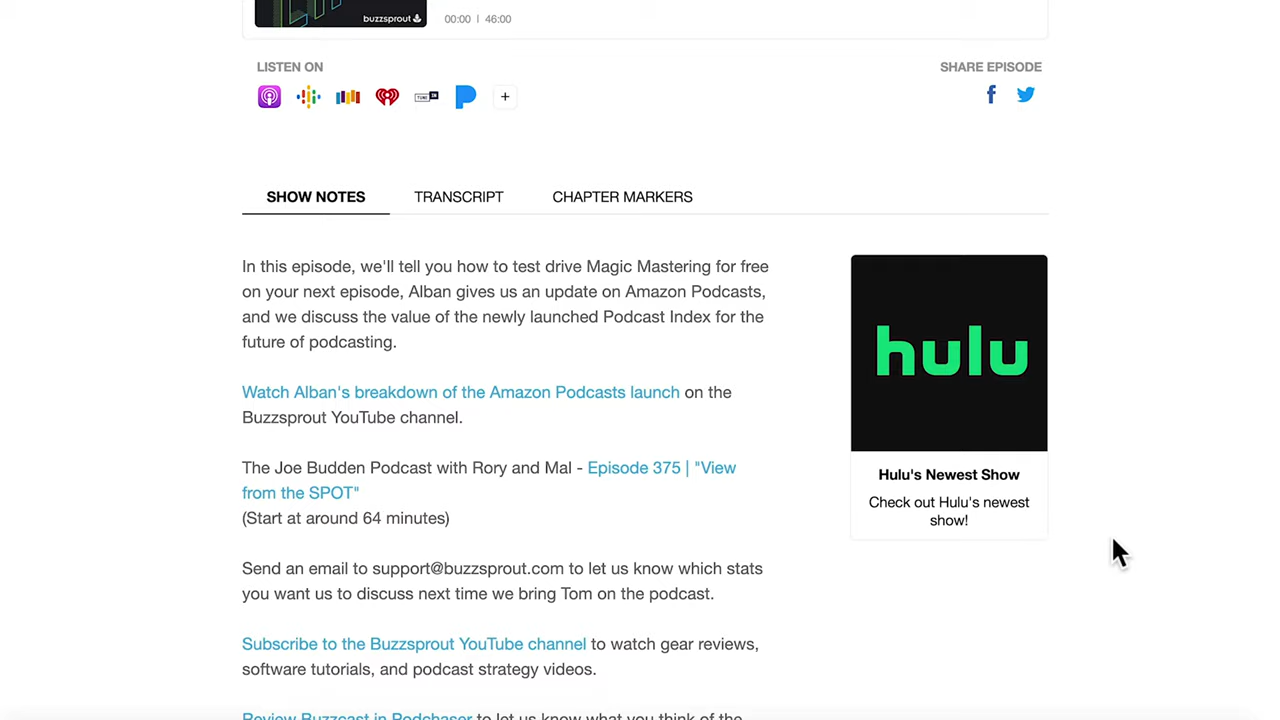 buzzsprout
00:00 | 46:00
LISTEN ON
SHARE EPISODE
TUNE IN
+
SHOW NOTES
TRANSCRIPT
CHAPTER MARKERS
In this episode, we'll tell you how to test drive Magic Mastering for free
on your next episode, Alban gives us an update on Amazon Podcasts,
and we discuss the value of the newly launched Podcast Index for the
future of podcasting.
Watch Alban's breakdown of the Amazon Podcasts launch on the
Buzzsprout YouTube channel.
The Joe Budden Podcast with Rory and Mal - Episode 375 | "View
from the SPOT"
(Start at around 64 minutes)
Send an email to support@buzzsprout.com to let us know which stats
you want us to discuss next time we bring Tom on the podcast.
Subscribe to the Buzzsprout YouTube channel to watch gear reviews,
software tutorials, and podcast strategy videos.
Review Buzzcast in Podchaser to let us know what you think of the
hulu
Hulu's Newest Show
Check out Hulu's newest
show!